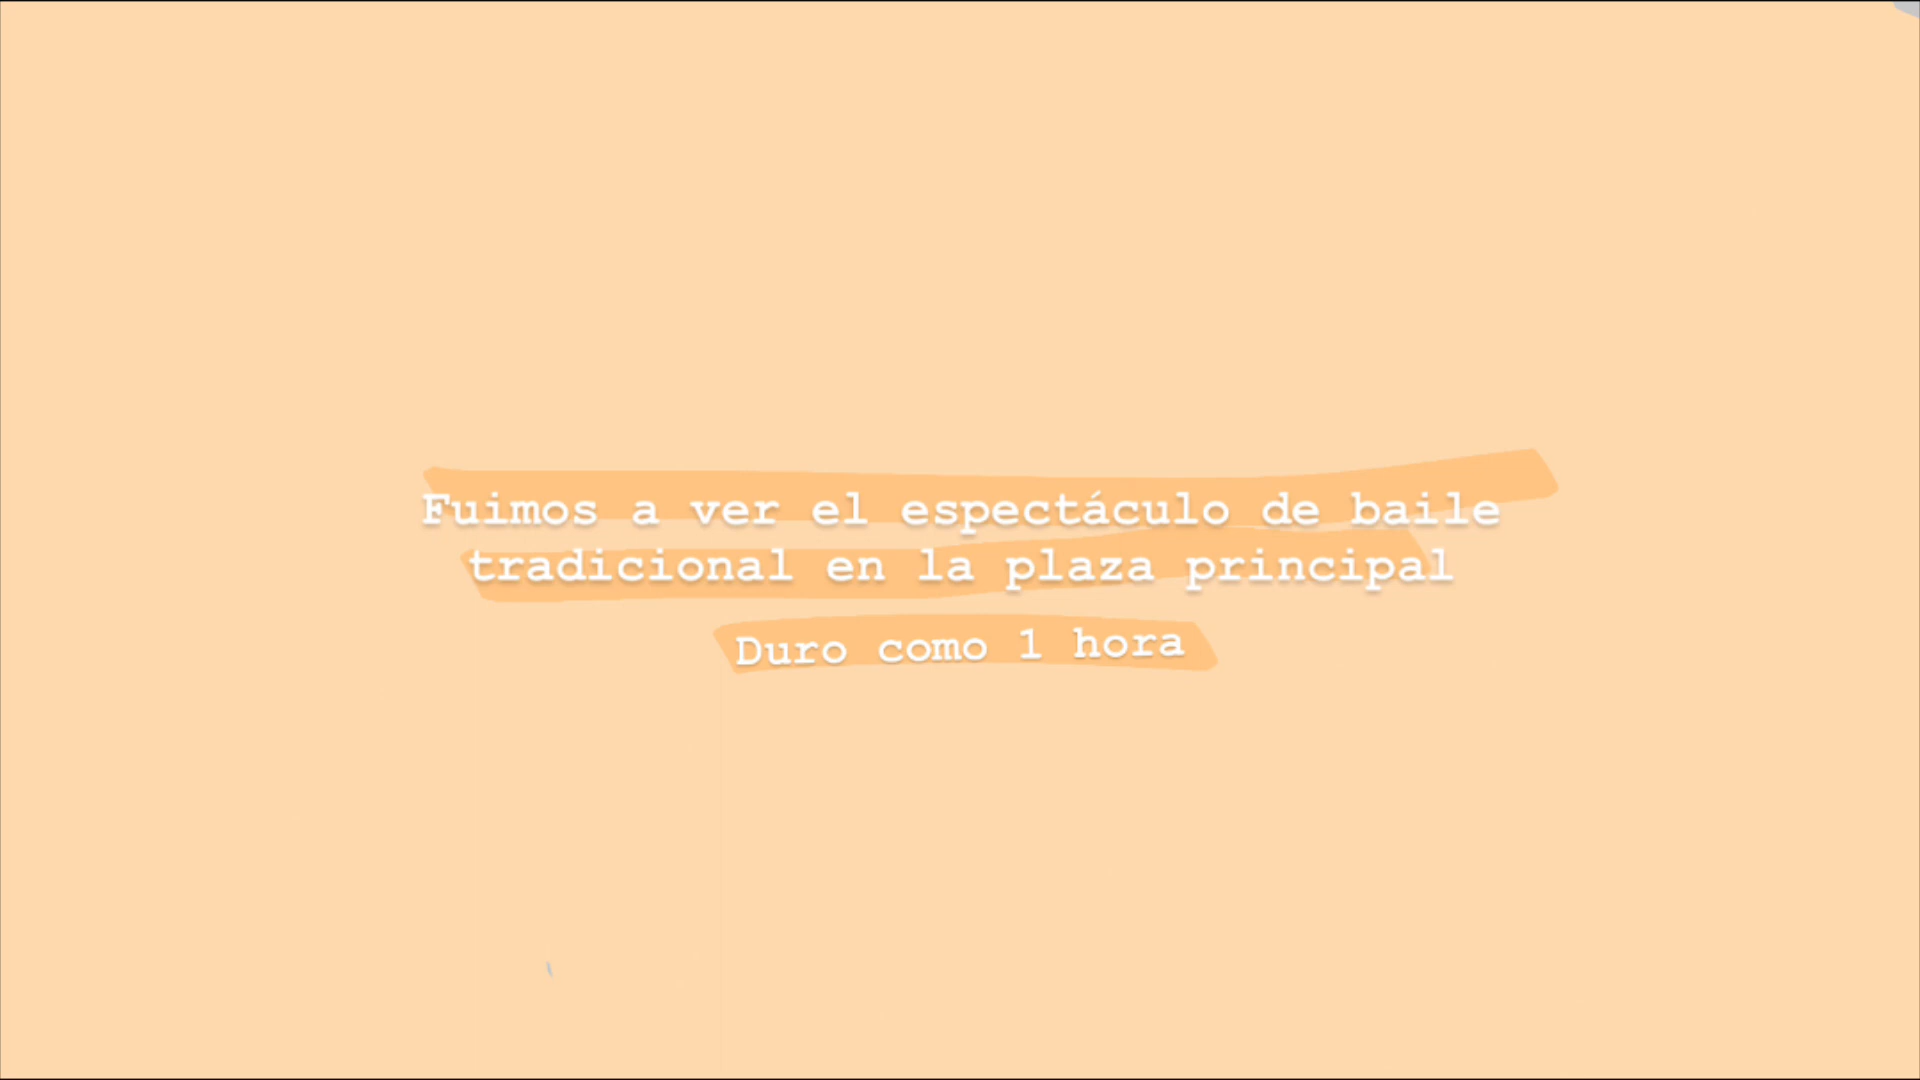 Fuimos a ver el espectáculo de baile
tradicional en la plaza principal
Duro como 1 hora